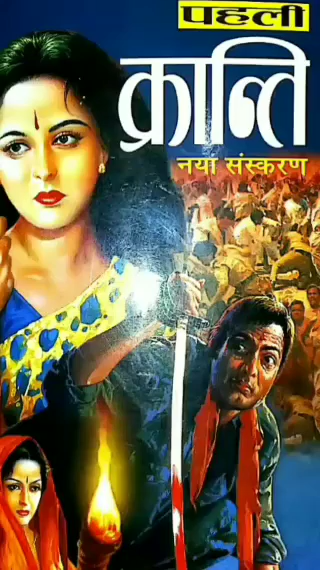 पहली
क्रान्ति
नया संस्करण